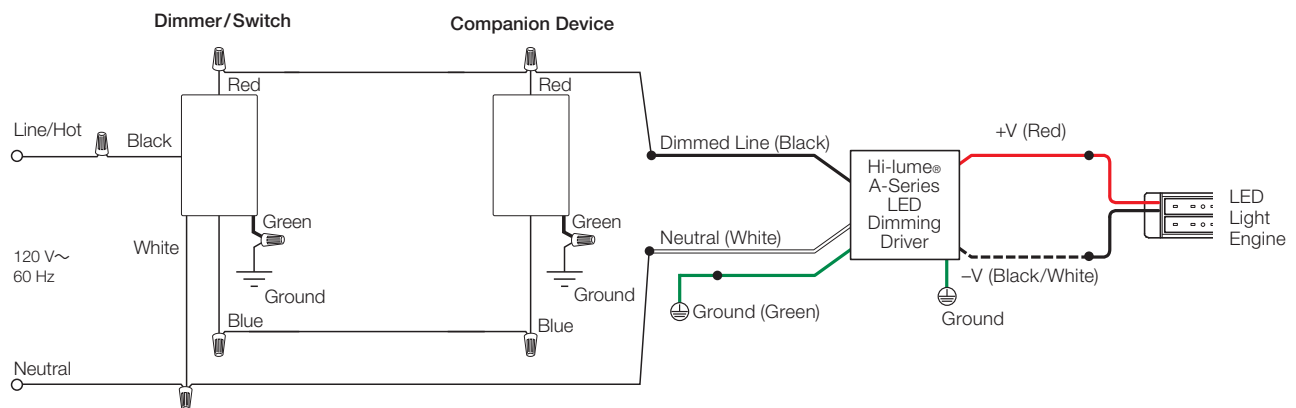 Dimmer/Switch
Companion Device
Red
Red
Line/Hot
Black
Dimmed Line (Black)
+V (Red)
Hi-lume®
A-Series
LED
Dimming
Driver
LED
Light
Engine
Green
Green
White
Neutral (White)
120 V~
60 Hz
–V (Black/White)
Ground
Ground
Ground (Green)
Ground
Blue
Blue
Neutral